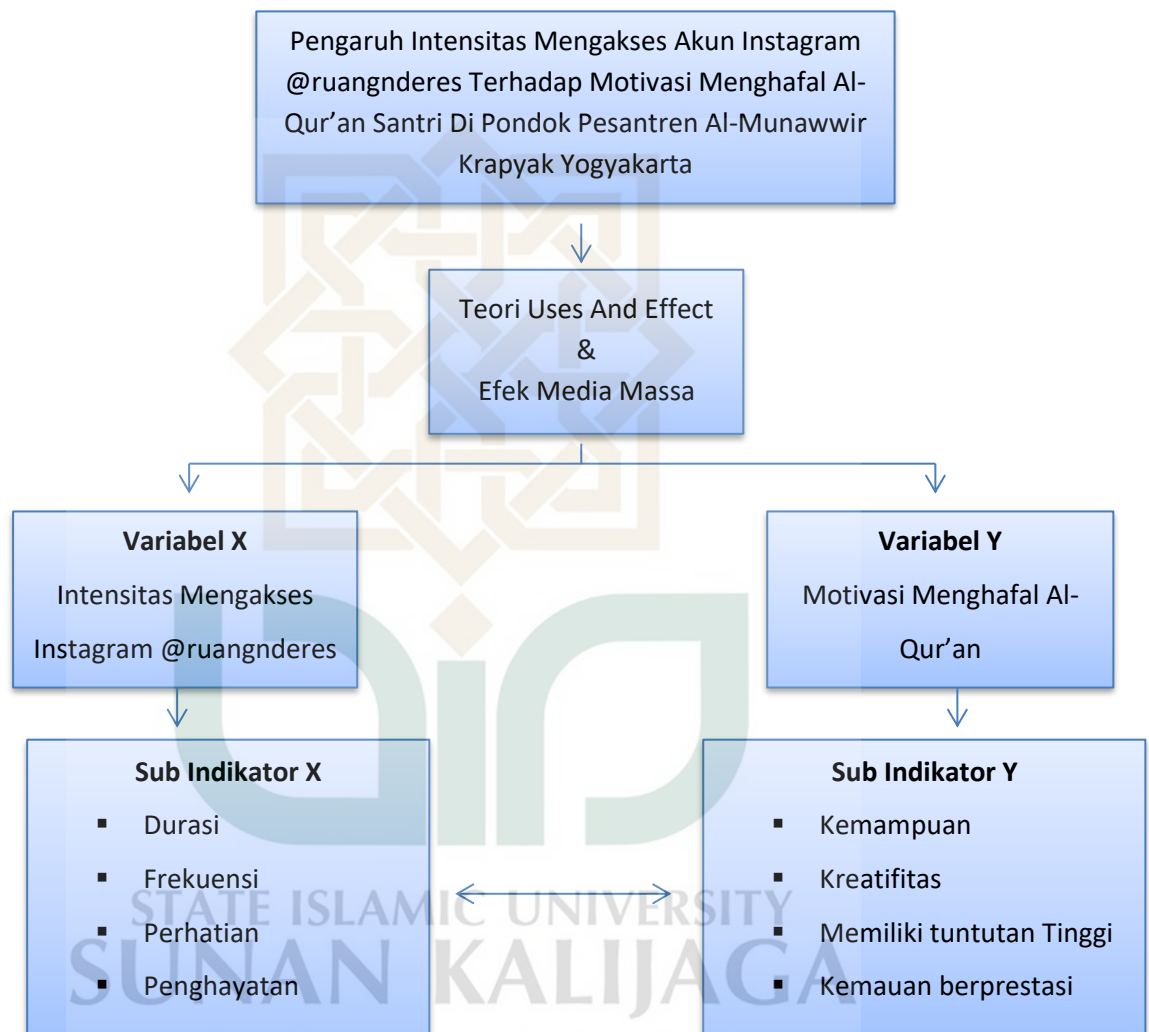 Pengaruh Intensitas Mengakses Akun Instagram
@ruangnderes Terhadap Motivasi Menghafal Al-
Qur’an Santri Di Pondok Pesantren Al-Munawwir
Krapyak Yogyakarta
Teori Uses And Effect
&
Efek Media Massa
Variabel X
Intensitas Mengakses
Instagram @ruangnderes
Variabel Y
Motivasi Menghafal Al-
Qur’an
Sub Indikator X
▪ Durasi
▪ Frekuensi
▪ Perhatian
▪ Penghayatan
Sub Indikator Y
▪ Kemampuan
▪ Kreatifitas
▪ Memiliki tuntutan Tinggi
▪ Kemauan berprestasi
STATE ISLAMIC UNIVERSITY
SUNAN KALIJAGA